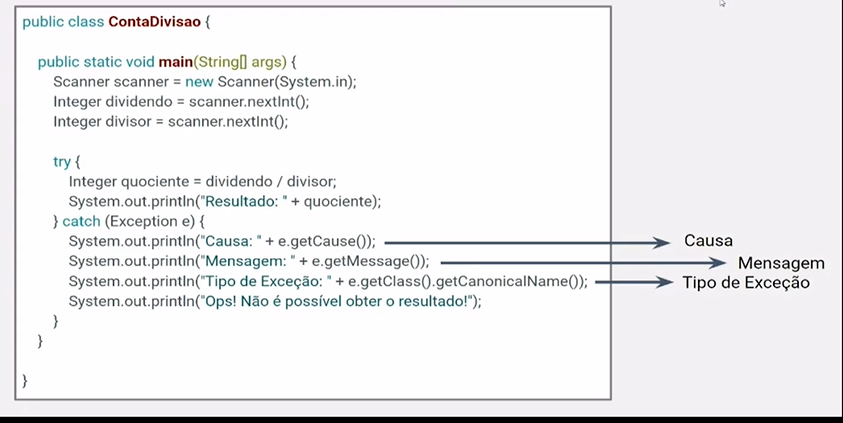 public class ContaDivisao {
public static void main(String[] args) {
Scanner scanner = new Scanner(System.in);
Integer dividendo = scanner.nextInt();
Integer divisor = scanner.nextInt();
try {
Integer quociente = dividendo / divisor;
System.out.println("Resultado: " + quociente);
} catch (Exception e) {
System.out.println("Causa: " + e.getCause()); Causa
System.out.println("Mensagem: " + e.getMessage()); Mensagem
System.out.println("Tipo de Exceção: " + e.getClass().getCanonicalName()); Tipo de Exceção
System.out.println("Ops! Não é possível obter o resultado!");
}
}
}